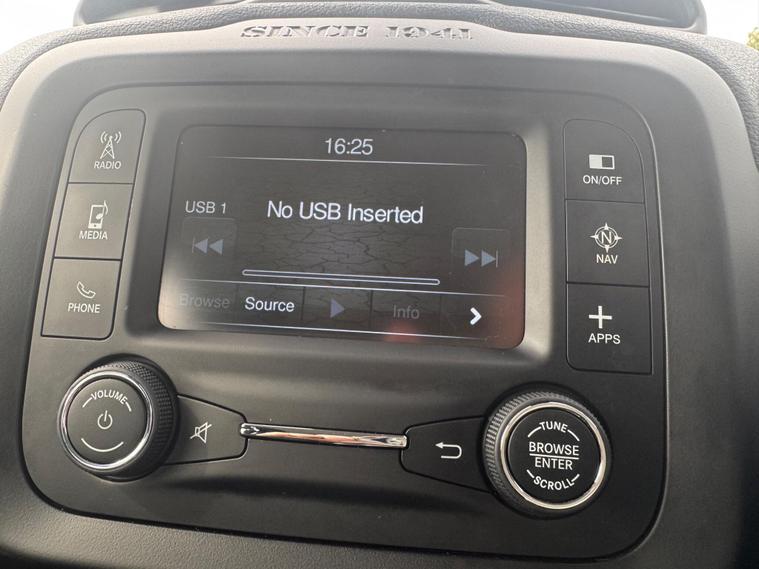 SINCE 1941
RADIO
MEDIA
PHONE
16:25
USB 1
No USB Inserted
Browse
Source
Info
ON/OFF
N
NAV
APPS
VOLUME
TUNE
BROWSE
ENTER
SCROLL